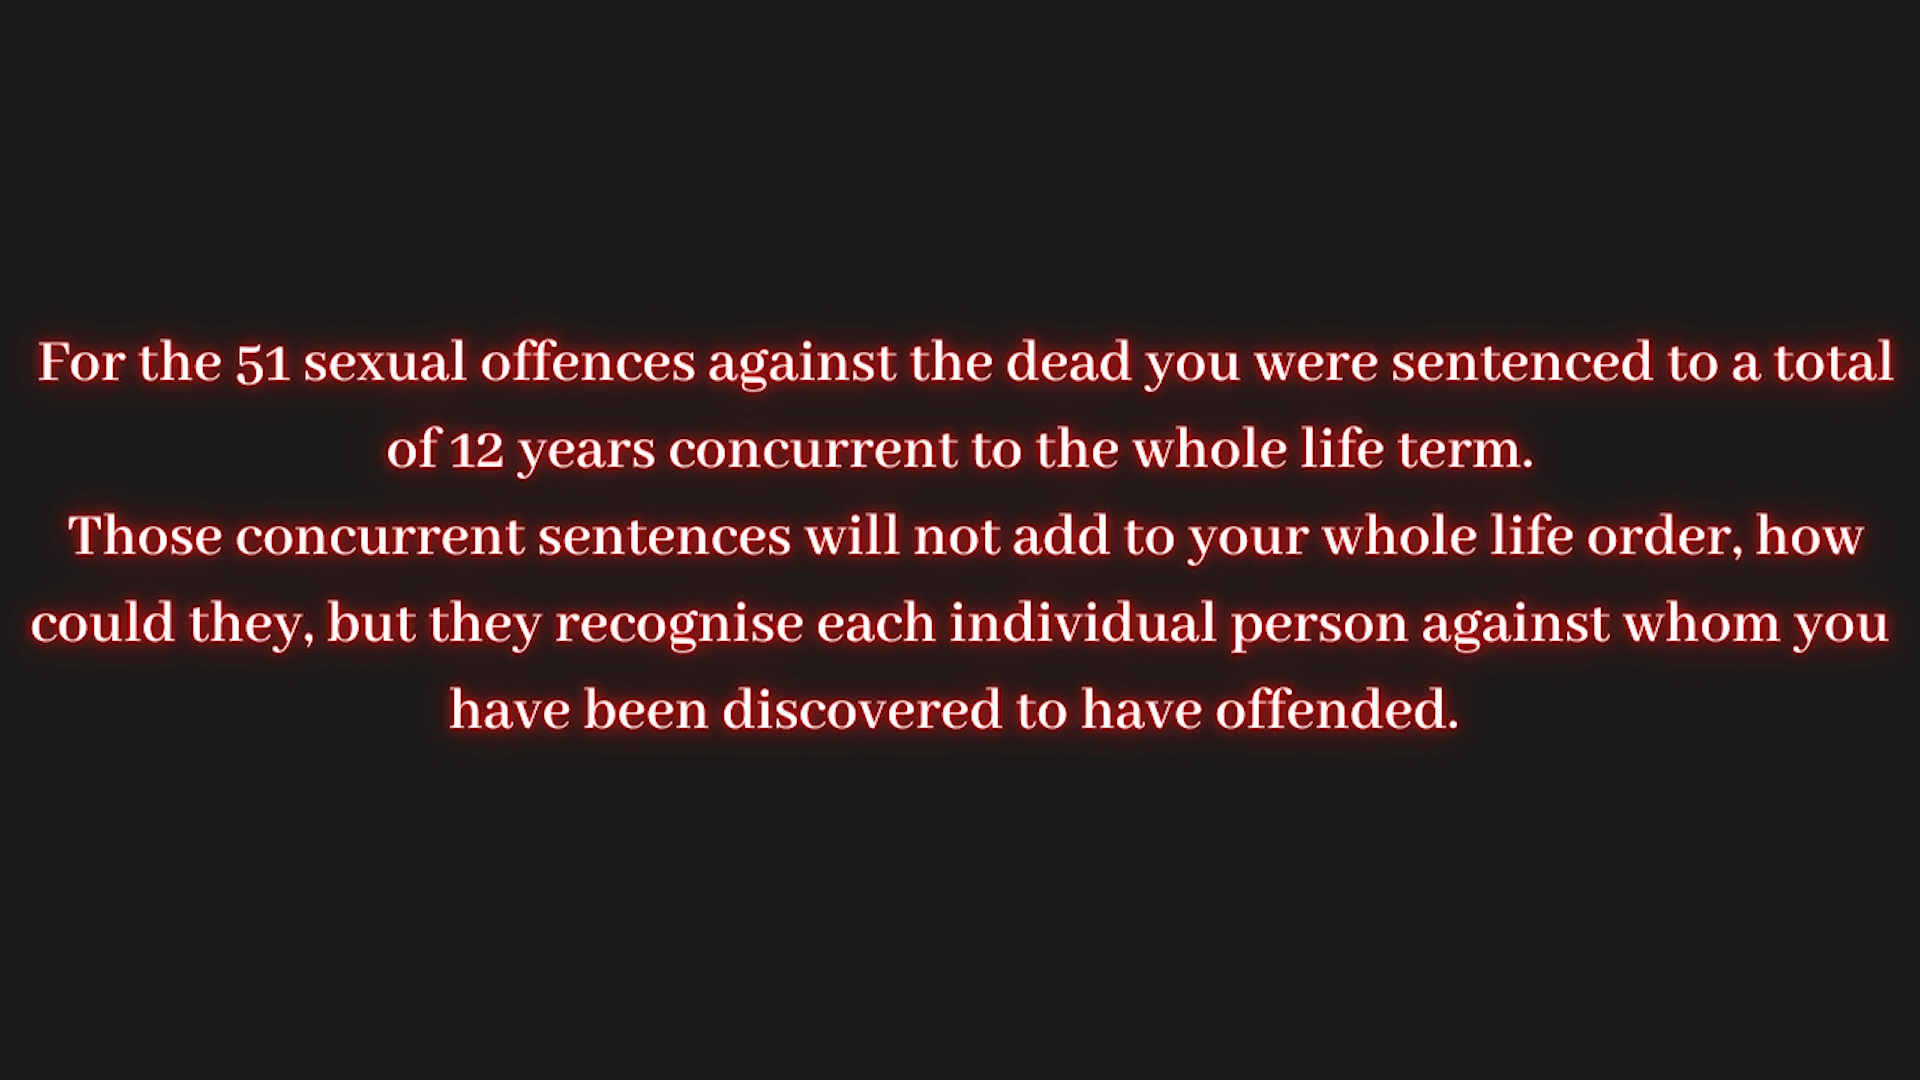 For the 51 sexual offences against the dead you were sentenced to a total
of 12 years concurrent to the whole life term.
Those concurrent sentences will not add to your whole life order, how
could they, but they recognise each individual person against whom you
have been discovered to have offended.